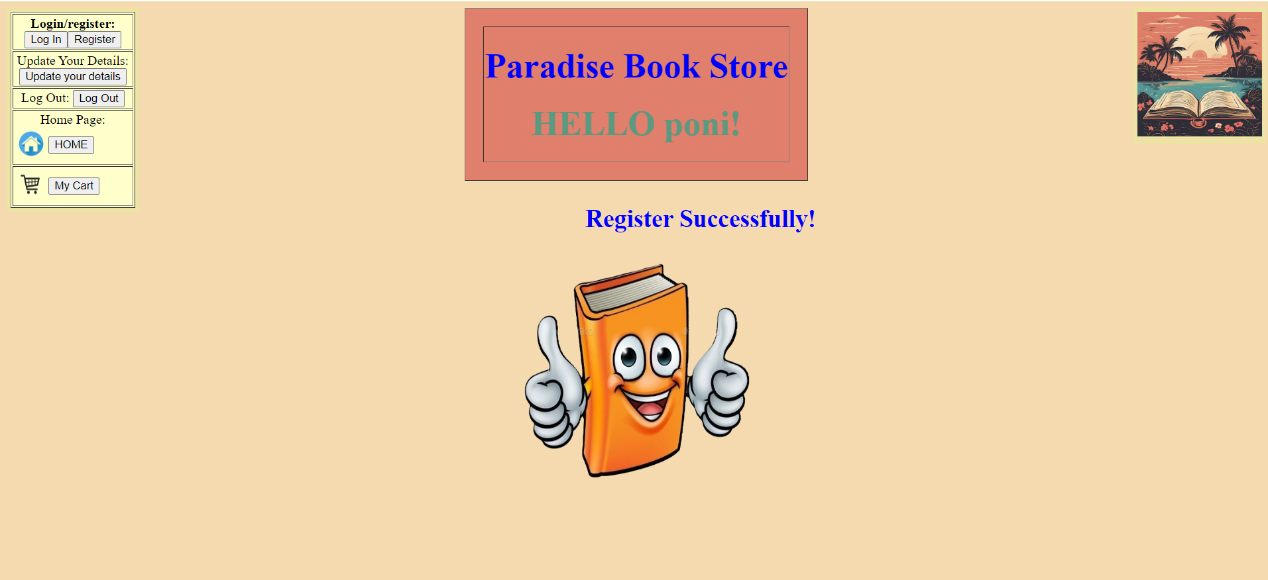 Login/register:
Log In Register
Update Your Details:
Update your details
Log Out: Log Out
Home Page:
HOME
My Cart
Paradise Book Store
HELLO poni!
Register Successfully!